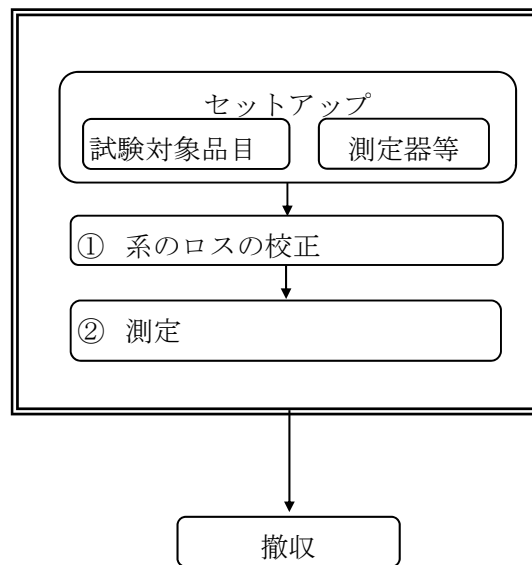 セットアップ
試験対象品目
測定器等
① 系のロスの校正
② 測定
撤収